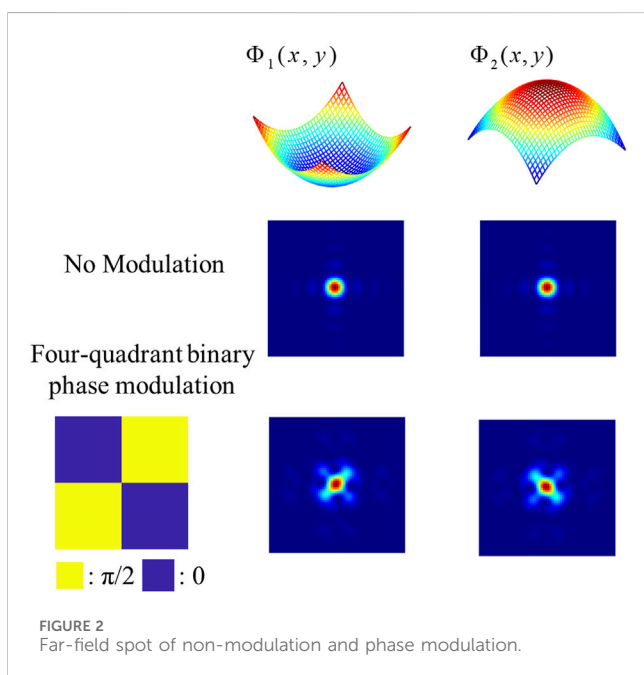 Φ₁(x, y)
Φ₂(x, y)
No Modulation
Four-quadrant binary
phase modulation
: π/2 : 0
FIGURE 2
Far-field spot of non-modulation and phase modulation.